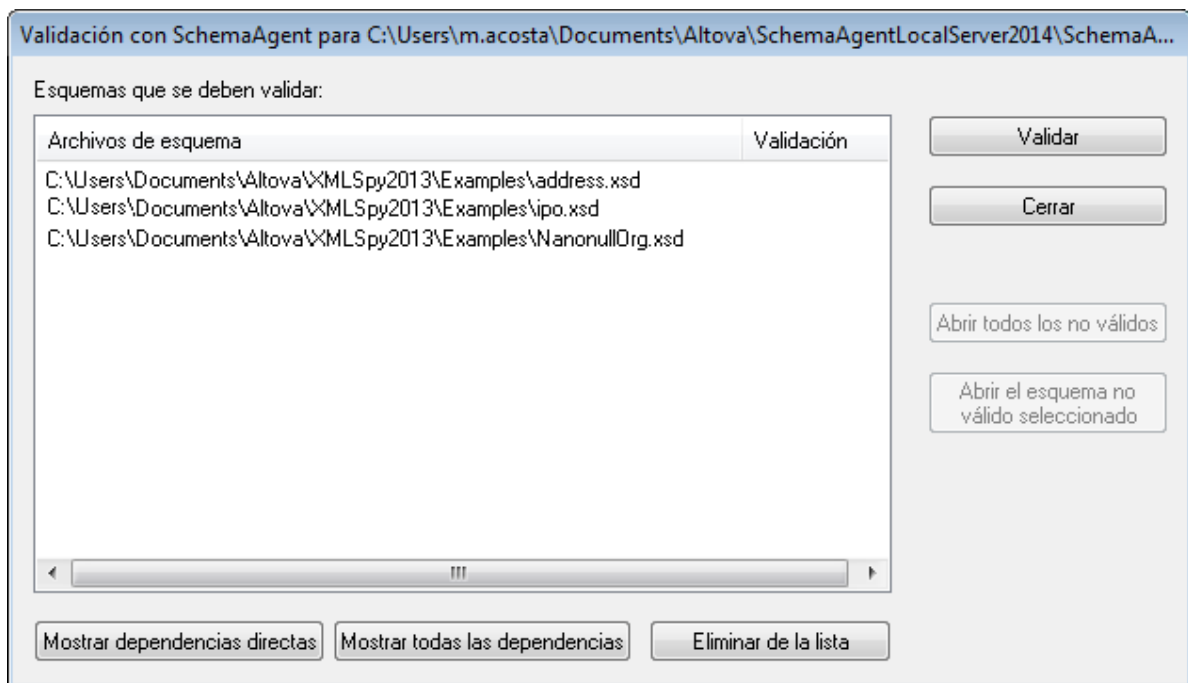 Validación con SchemaAgent para C:\Users\m.acosta\Documents\Altova\SchemaAgentLocalServer2014\SchemaA...
Esquemas que se deben validar:
Archivos de esquema Validación
C:\Users\Documents\Altova\XMLSpy2013\Examples\address.xsd
C:\Users\Documents\Altova\XMLSpy2013\Examples\ipo.xsd
C:\Users\Documents\Altova\XMLSpy2013\Examples\NanonullOrg.xsd
Validar
Cerrar
Abrir todos los no válidos
Abrir el esquema no
válido seleccionado
Mostrar dependencias directas Mostrar todas las dependencias Eliminar de la lista